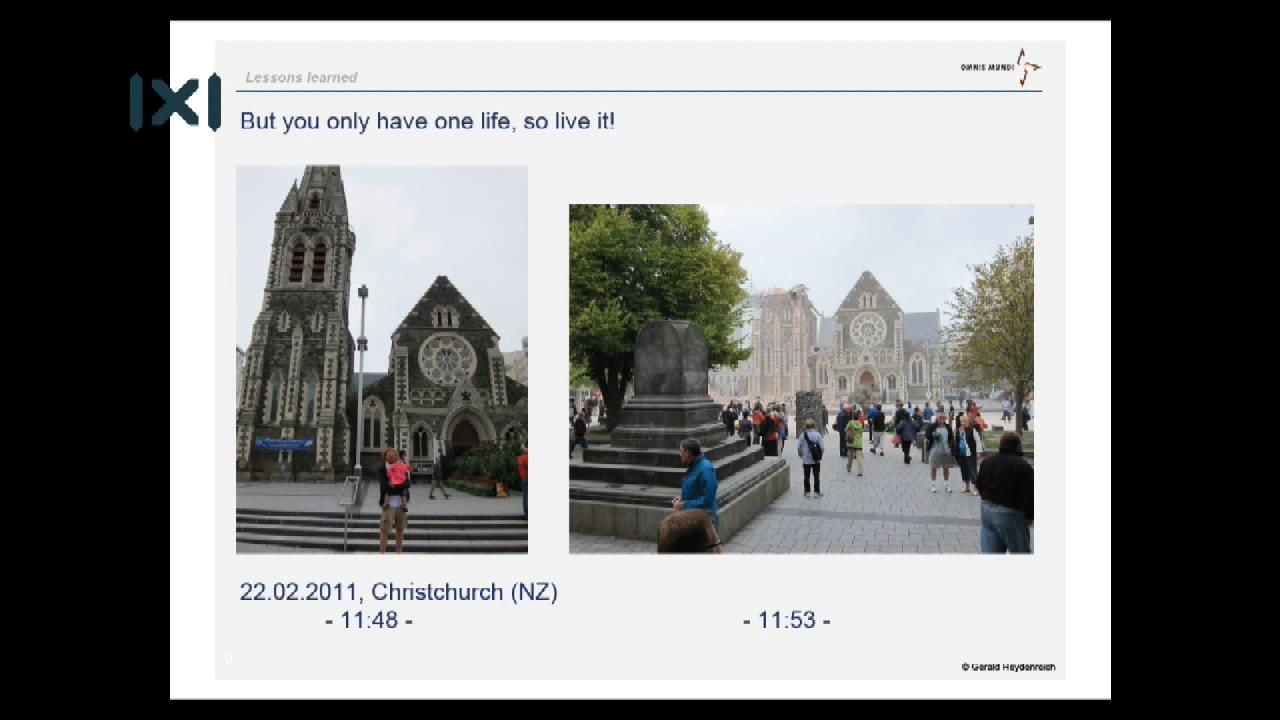 Lessons learned
OMNIS MUNDI
|X|
But you only have one life, so live it!
22.02.2011, Christchurch (NZ)
- 11:48 -
- 11:53 -
9
© Gerald Heydenreich